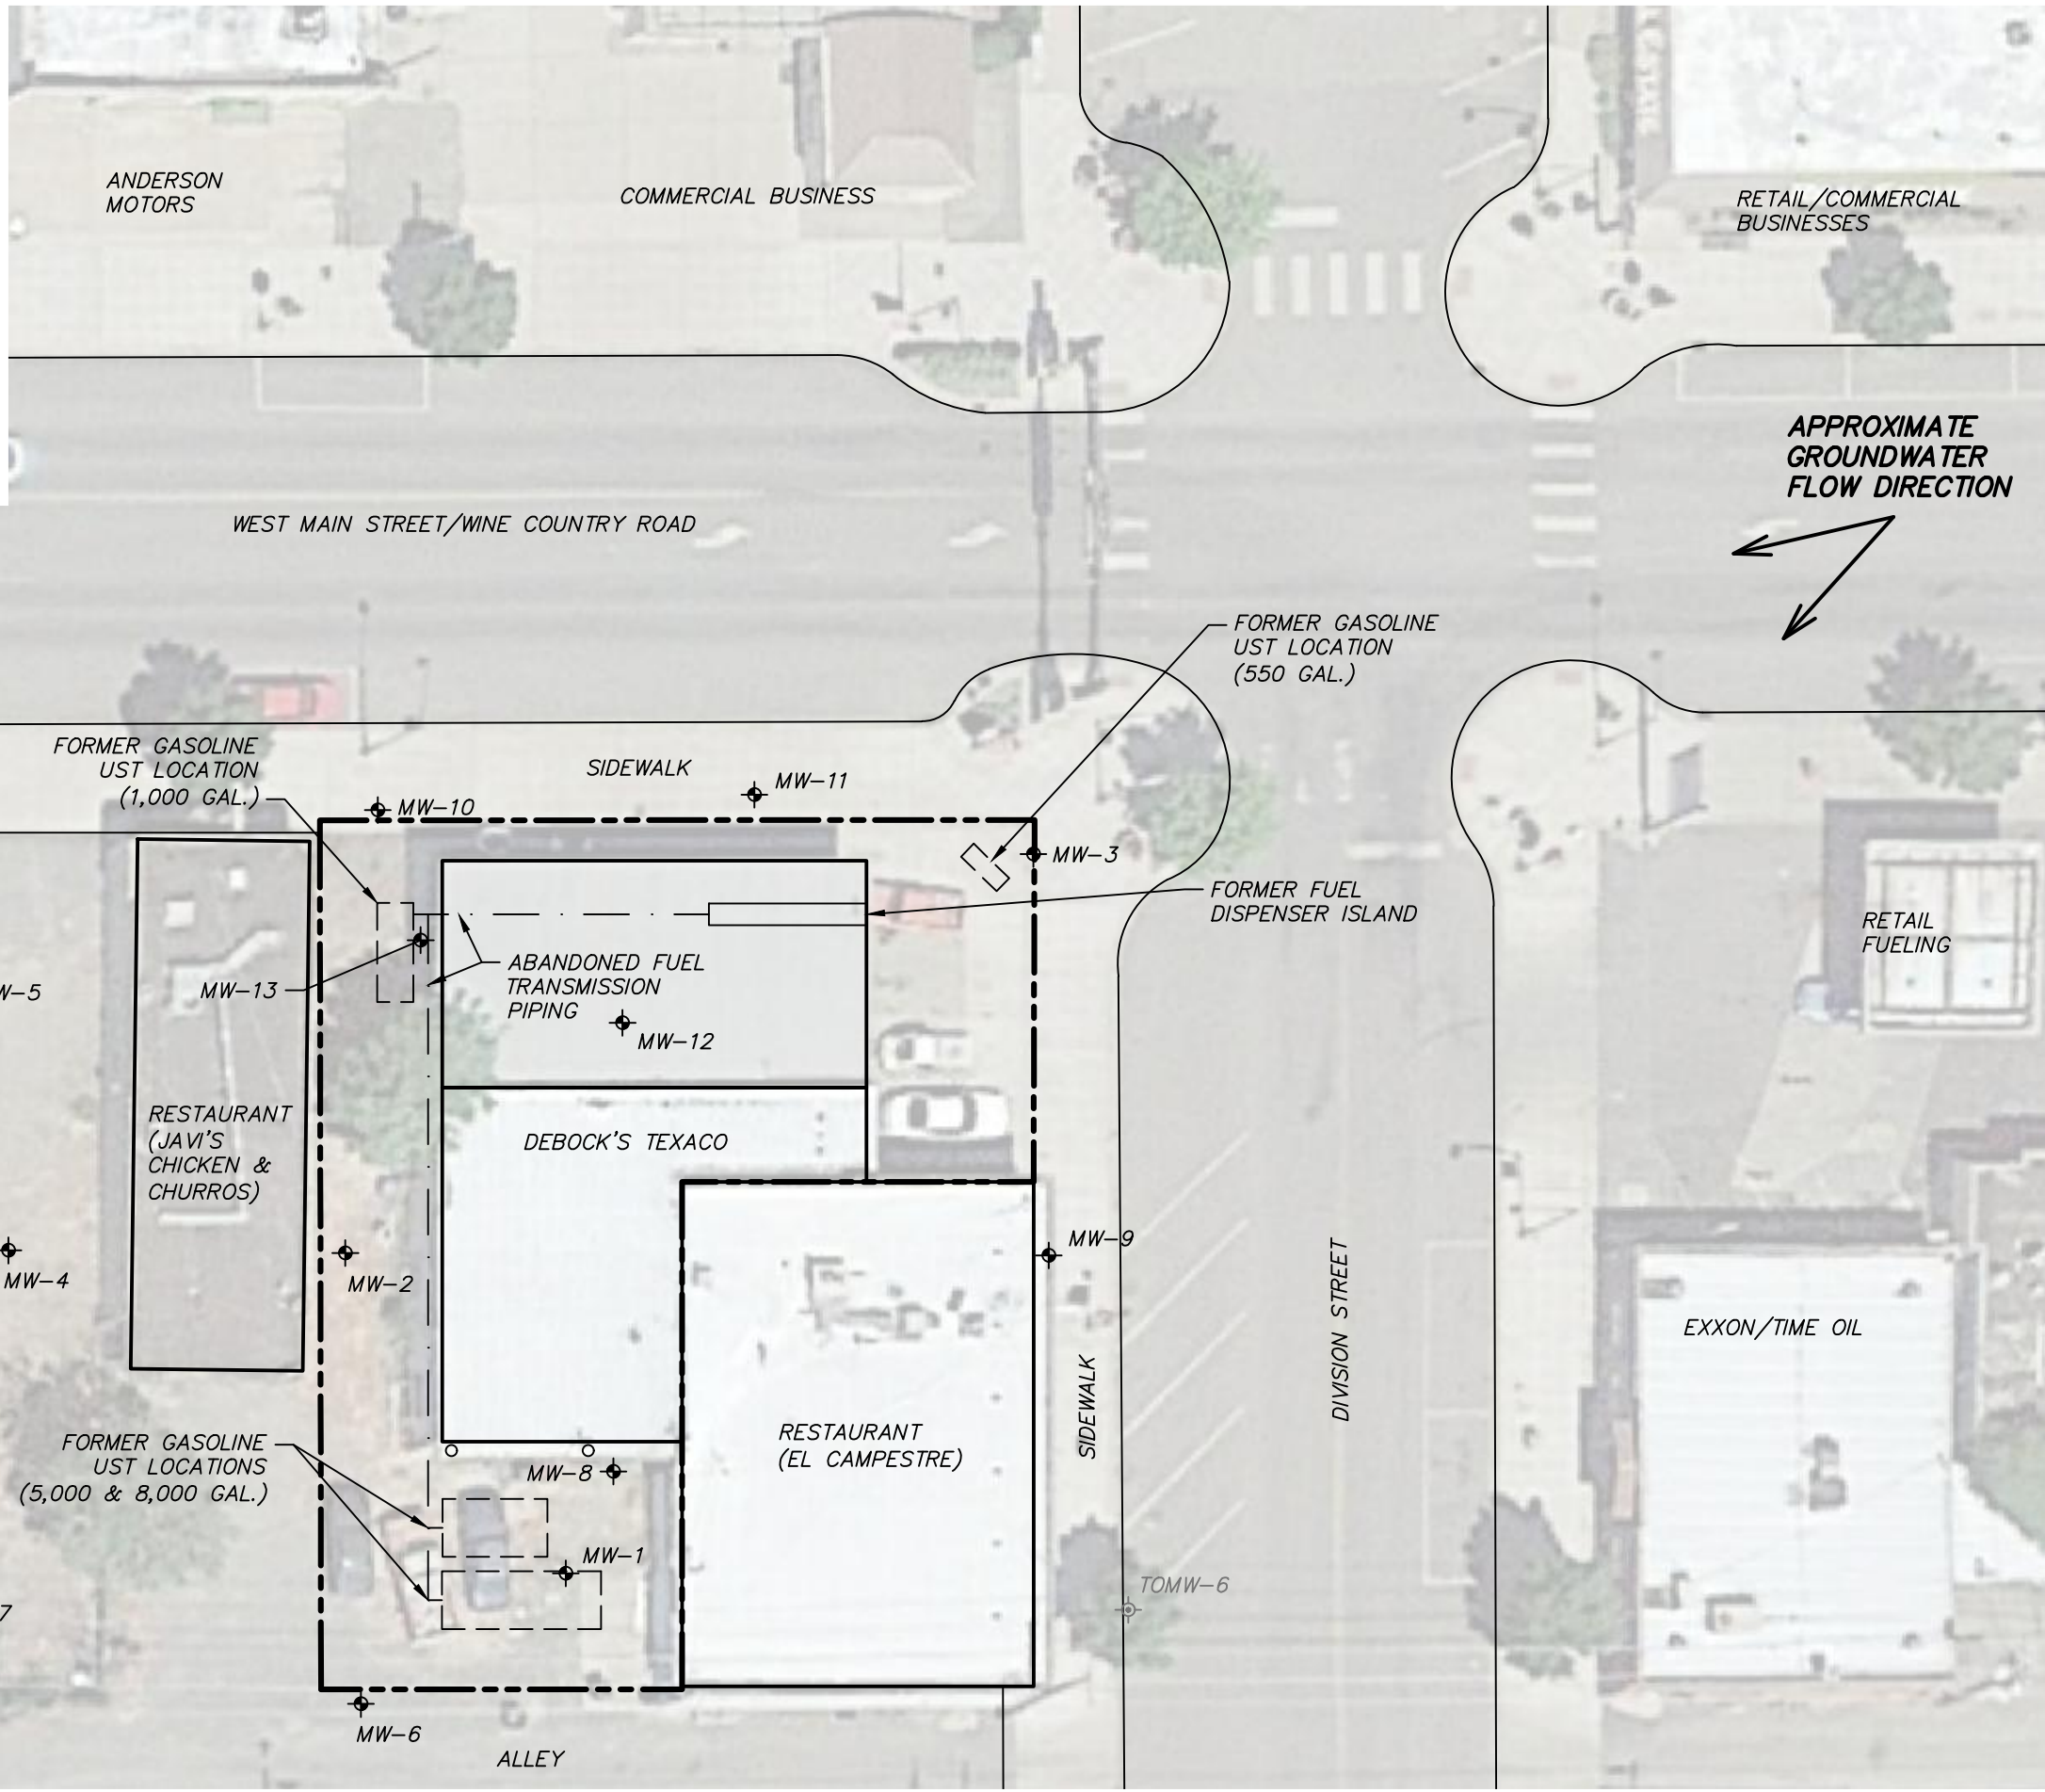 ANDERSON
MOTORS
COMMERCIAL BUSINESS
RETAIL/COMMERCIAL
BUSINESSES
APPROXIMATE
GROUNDWATER
FLOW DIRECTION
WEST MAIN STREET/WINE COUNTRY ROAD
FORMER GASOLINE
UST LOCATION
(550 GAL.)
FORMER GASOLINE
UST LOCATION
(1,000 GAL.)
SIDEWALK
MW-11
MW-10
MW-3
FORMER FUEL
DISPENSER ISLAND
RETAIL
FUELING
ABANDONED FUEL
TRANSMISSION
PIPING
MW-13
W-5
MW-12
RESTAURANT
(JAVI'S
CHICKEN &
CHURROS)
DEBOCK'S TEXACO
MW-9
MW-4
MW-2
DIVISION STREET
EXXON/TIME OIL
SIDEWALK
RESTAURANT
(EL CAMPESTRE)
FORMER GASOLINE
UST LOCATIONS
(5,000 & 8,000 GAL.)
MW-8
MW-1
TOMW-6
7
MW-6
ALLEY